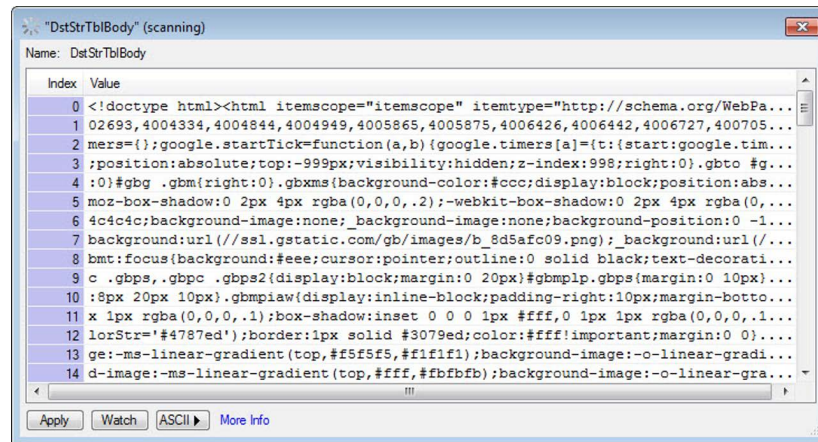 "DstStrTblBody" (scanning)
Name: DstStrTblBody
Index Value
0 <!doctype html><html itemscope="itemscope" itemtype="http://schema.org/WebPa...
1 02693,4004334,4004844,4004949,4005865,4005875,4006426,4006442,4006727,400705...
2 mers={};google.startTick=function(a,b){google.timers[a]={t:{start:google.tim...
3 ;position:absolute;top:-999px;visibility:hidden;z-index:998;right:0}.gbto #g...
4 :0}#gbg .gbm{right:0}.gbxms{background-color:#ccc;display:block;position:abs...
5 moz-box-shadow:0 2px 4px rgba(0,0,0,.2);-webkit-box-shadow:0 2px 4px rgba(0,...
6 4c4c4c;background-image:none;_background-image:none;background-position:0 -1...
7 background:url(//ssl.gstatic.com/gb/images/b_8d5afc09.png);_background:url(/...
8 bmt:focus{background:#eee;cursor:pointer;outline:0 solid black;text-decorati...
9 c .gbps,.gbpc .gbps2{display:block;margin:0 20px}#gbmplp.gbps{margin:0 10px}...
10 :8px 20px 10px}.gbmpiaw{display:inline-block;padding-right:10px;margin-botto...
11 x 1px rgba(0,0,0,.1);box-shadow:inset 0 0 0 1px #fff,0 1px 1px rgba(0,0,0,.1...
12 lorStr='#4787ed');border:1px solid #3079ed;color:#fff!important;margin:0 0}....
13 ge:-ms-linear-gradient(top,#f5f5f5,#f1f1f1);background-image:-o-linear-gradi...
14 d-image:-ms-linear-gradient(top,#fff,#fbfbfb);background-image:-o-linear-gra...
Apply Watch ASCII More Info